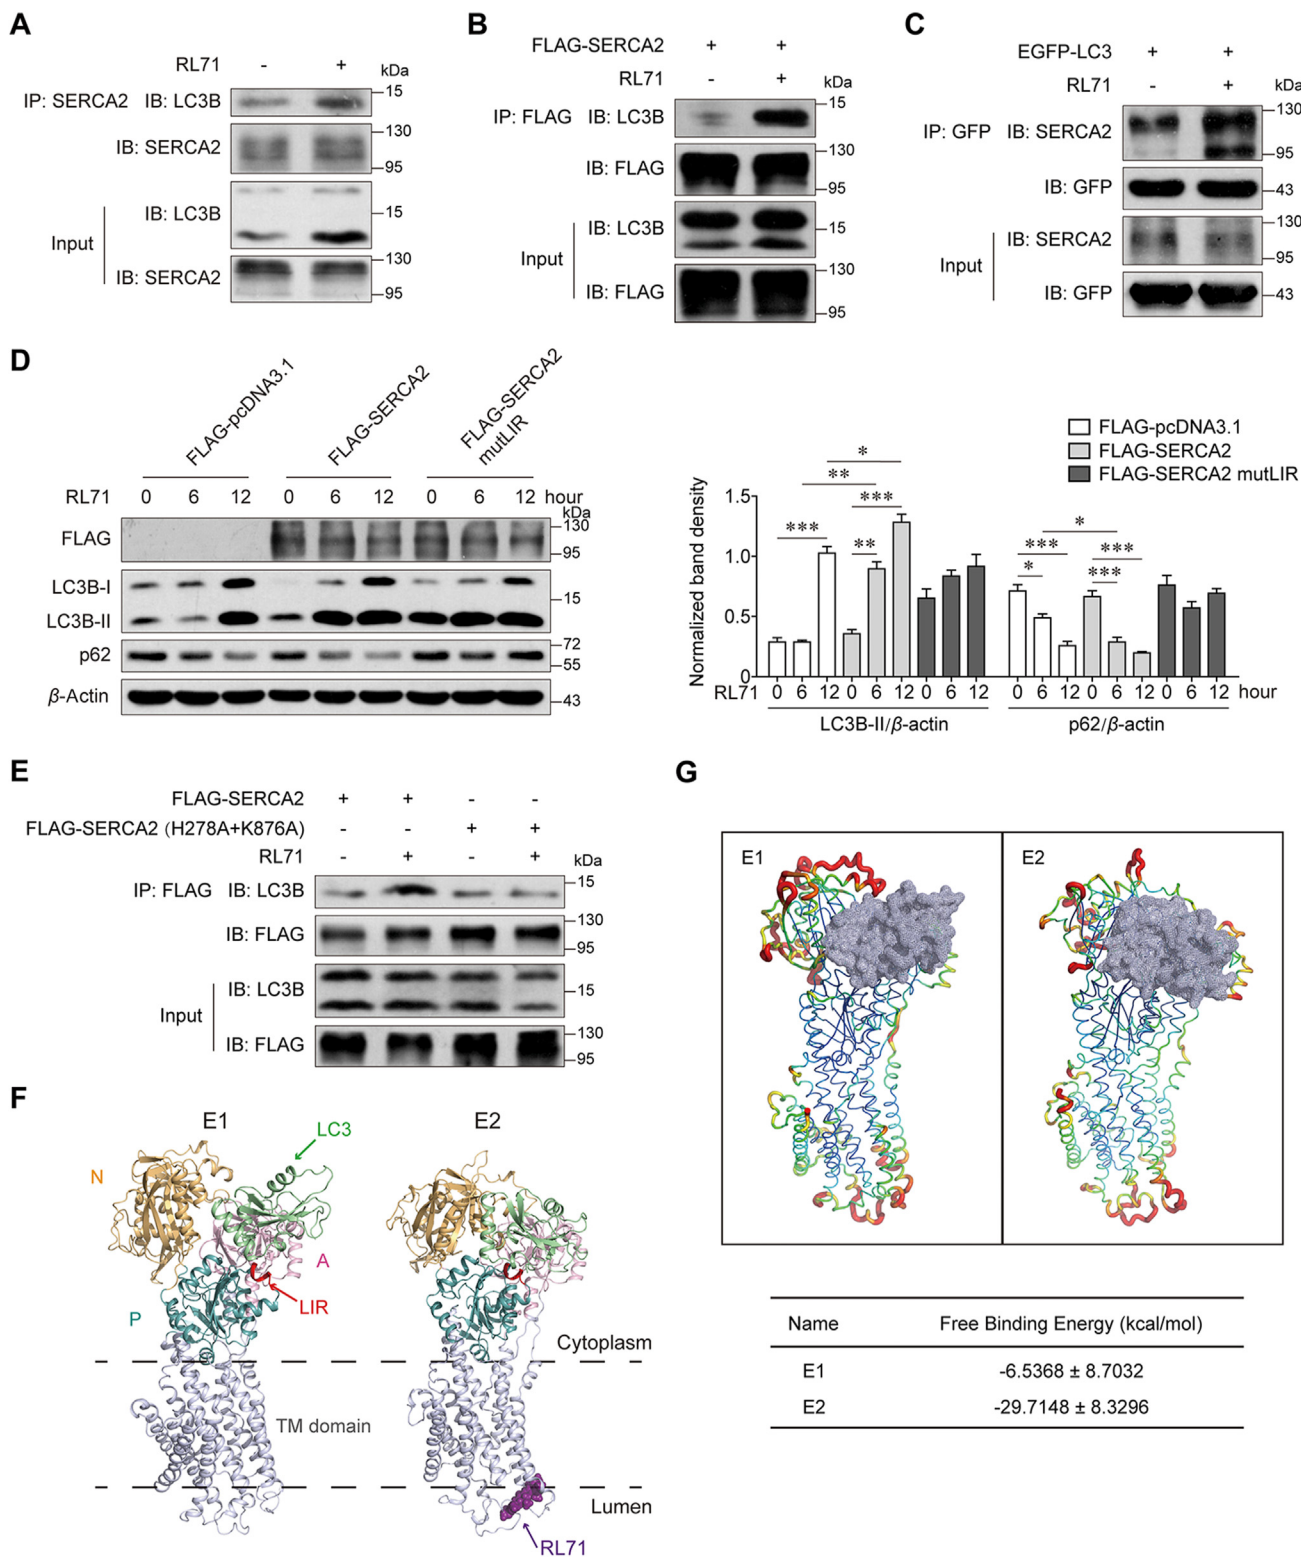 A
RL71 - + kDa
IP: SERCA2 IB: LC3B 15
IB: SERCA2 130
95
IB: LC3B 15
Input
IB: SERCA2 130
95
B
FLAG-SERCA2 + +
RL71 - + kDa
IP: FLAG IB: LC3B 15
IB: FLAG 130
95
IB: LC3B 15
Input
IB: FLAG 130
95
C
EGFP-LC3 + +
RL71 - + kDa
IP: GFP IB: SERCA2 130
95
IB: GFP 43
IB: SERCA2 130
95
Input
IB: GFP 43
D
FLAG-pcDNA3.1
FLAG-SERCA2
FLAG-SERCA2
mutLIR
RL71 0 6 12 0 6 12 0 6 12 hour
kDa
FLAG 130
95
LC3B-I 15
LC3B-II
p62 72
55
β-Actin 43
FLAG-pcDNA3.1
FLAG-SERCA2
FLAG-SERCA2 mutLIR
Normalized band density
1.5
1.0
0.5
0
*
**
***
***
**
*
***
*
***
***
RL71 0 6 12 0 6 12 0 6 12 0 6 12 0 6 12 0 6 12 hour
LC3B-II/β-actin p62/β-actin
E
FLAG-SERCA2 + + - -
FLAG-SERCA2 (H278A+K876A) - - + +
RL71 - + - + kDa
IP: FLAG IB: LC3B 15
IB: FLAG 130
95
IB: LC3B 15
Input
IB: FLAG 130
95
F
E1 E2
LC3
N
A
LIR
P
Cytoplasm
TM domain
Lumen
RL71
G
E1 E2
Name Free Binding Energy (kcal/mol)
E1 -6.5368 ± 8.7032
E2 -29.7148 ± 8.3296